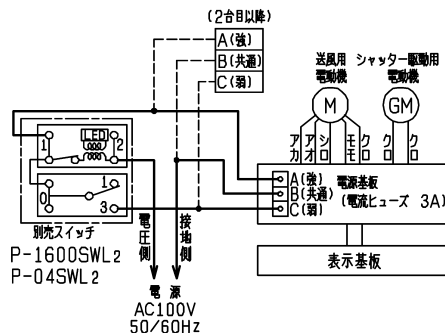 (2台目以降)
A(強)
B(共通)
C(弱)
送風用
電動機
シャッター駆動用
電動機
M
GM
アカ
アオ
シロ
モモ
クロ
クロ
クロ
LED
1
2
0
1
3
A(強)
B(共通)
C(弱)
電源基板
(電流ヒューズ 3A)
表示基板
別売スイッチ
P-1600SWL2
P-04SWL2
電圧側
接地側
電源
AC100V
50/60Hz